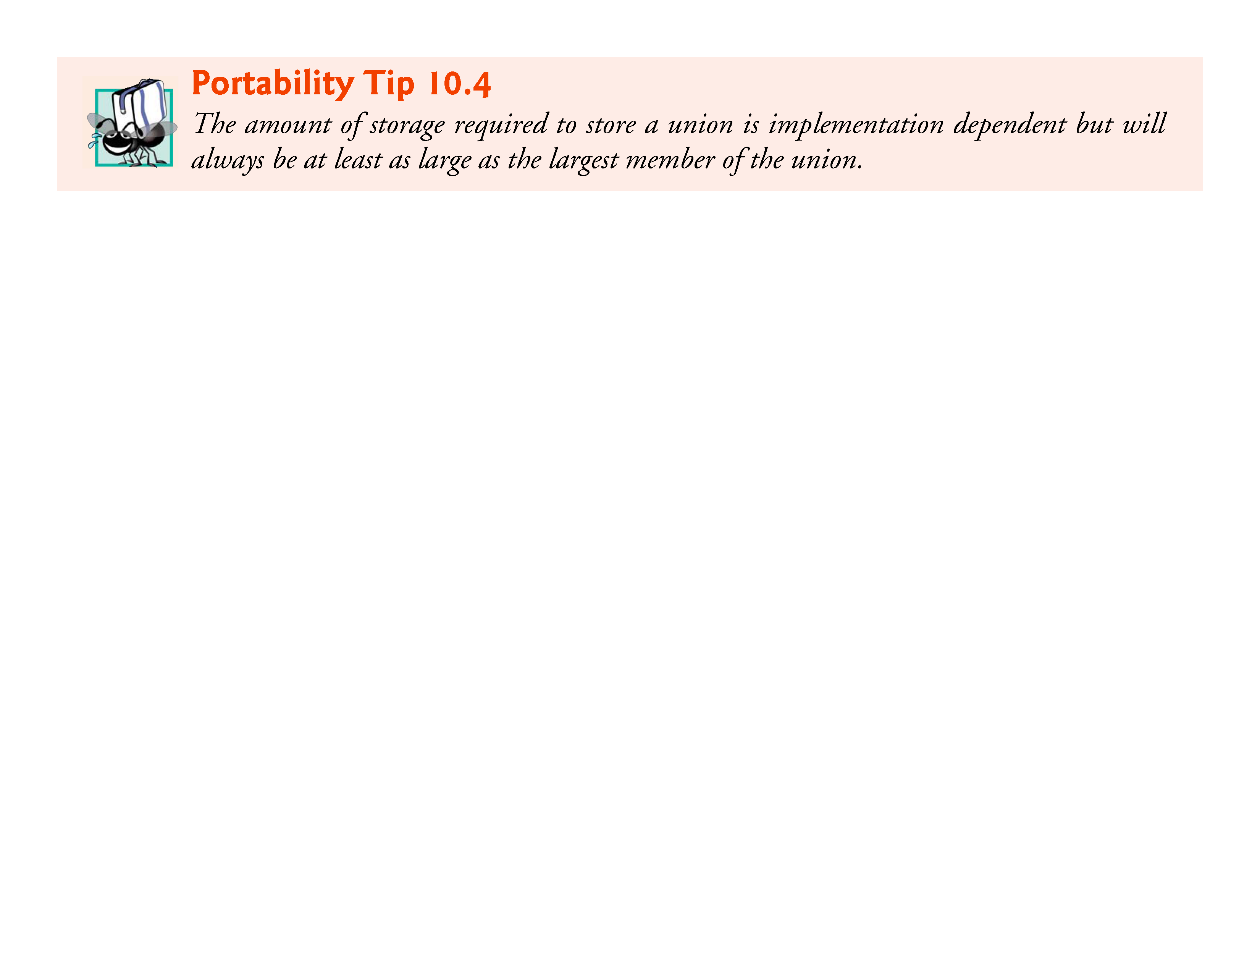 Portability Tip 10.4
The amount of storage required to store a union is implementation dependent but will
always be at least as large as the largest member of the union.